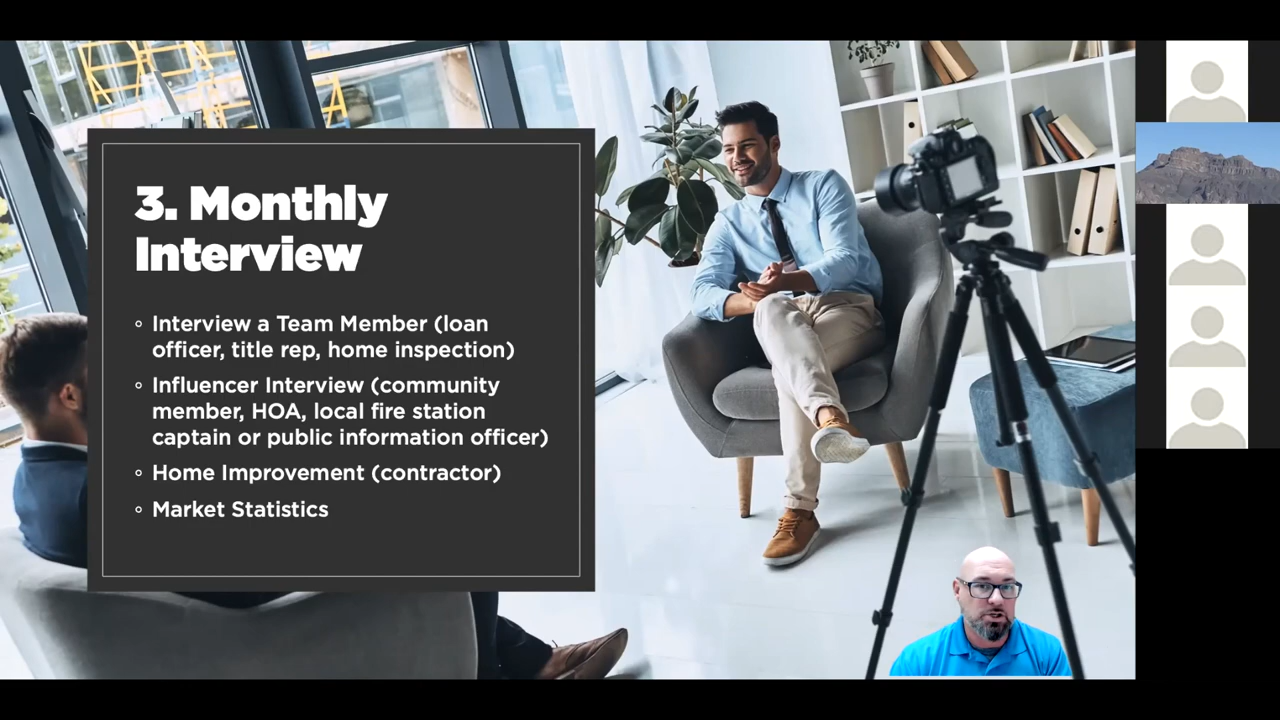 3. Monthly
Interview
Interview a Team Member (loan
officer, title rep, home inspection)
Influencer Interview (community
member, HOA, local fire station
captain or public information officer)
Home Improvement (contractor)
Market Statistics